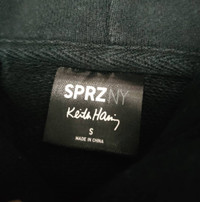 SPRZNY
Keith Haring
S
MADE IN CHINA